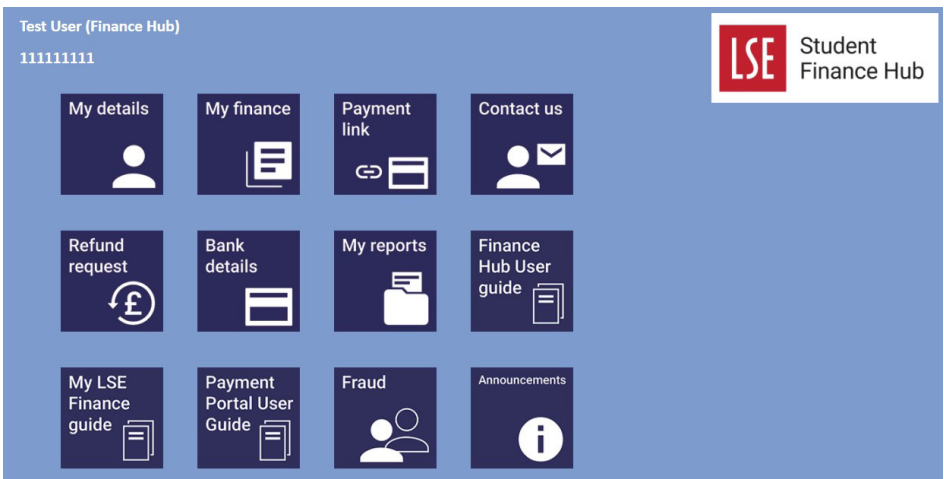 Test User (Finance Hub)
111111111
LSE
Student
Finance Hub
My details
My finance
Payment
link
Contact us
Refund
request
£
Bank
details
My reports
Finance
Hub User
guide
My LSE
Finance
guide
Payment
Portal User
Guide
Fraud
Announcements
i